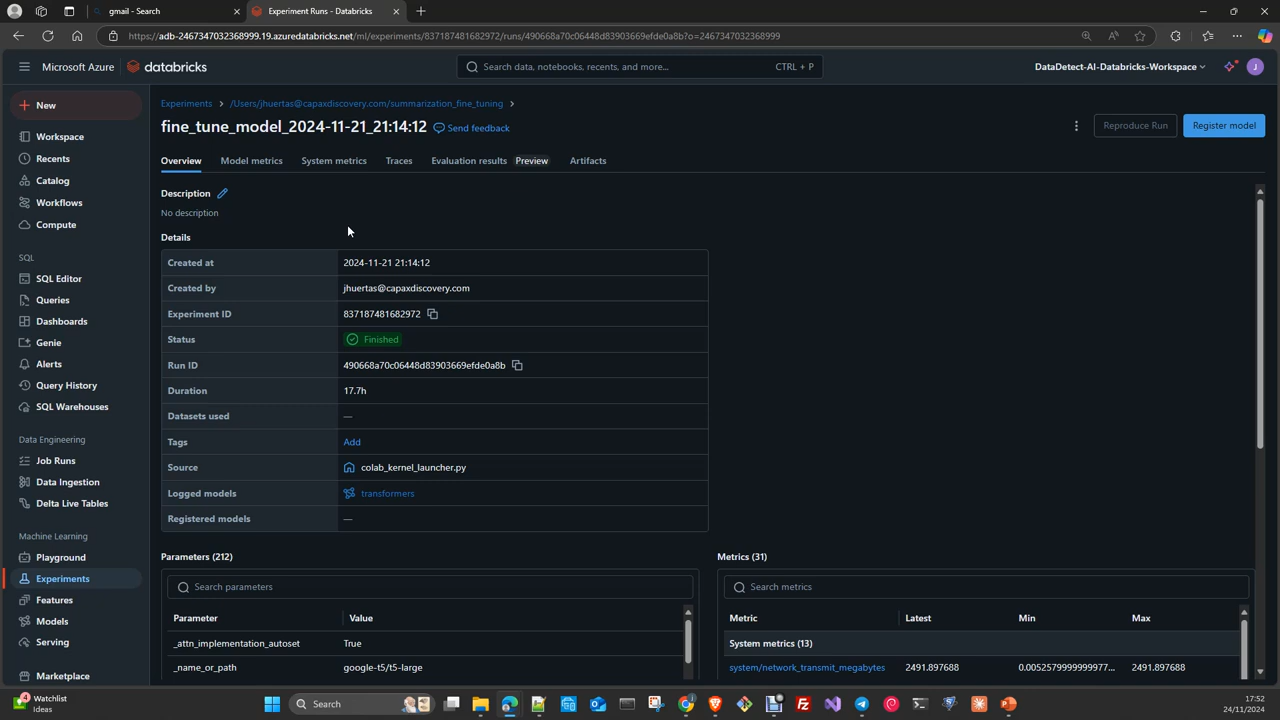 gmail - Search
Experiment Runs - Databricks
https://adb-2467347032368999.19.azuredatabricks.net/ml/experiments/837187481682972/runs/490668a70c06448d83903669efde0a8b?o=2467347032368999
Microsoft Azure
databricks
Search data, notebooks, recents, and more...
CTRL + P
DataDetect-AI-Databricks-Workspace
J
New
Workspace
Recents
Catalog
Workflows
Compute
SQL
SQL Editor
Queries
Dashboards
Genie
Alerts
Query History
SQL Warehouses
Data Engineering
Job Runs
Data Ingestion
Delta Live Tables
Machine Learning
Playground
Experiments
Features
Models
Serving
Marketplace
Experiments > /Users/jhuertas@capaxdiscovery.com/summarization_fine_tuning >
fine_tune_model_2024-11-21_21:14:12
Send feedback
Reproduce Run
Register model
Overview
Model metrics
System metrics
Traces
Evaluation results
Preview
Artifacts
Description
No description
Details
Created at 2024-11-21 21:14:12
Created by jhuertas@capaxdiscovery.com
Experiment ID 837187481682972
Status Finished
Run ID 490668a70c06448d83903669efde0a8b
Duration 17.7h
Datasets used —
Tags Add
Source colab_kernel_launcher.py
Logged models transformers
Registered models —
Parameters (212)
Search parameters
Parameter Value
_attn_implementation_autoset True
_name_or_path google-t5/t5-large
Metrics (31)
Search metrics
Metric Latest Min Max
System metrics (13)
system/network_transmit_megabytes 2491.897688 0.0052579999999977... 2491.897688
4
Watchlist
Ideas
Search
17:52
24/11/2024